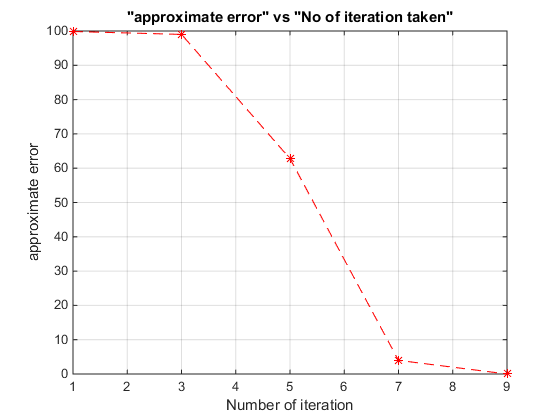 "approximate error" vs "No of iteration taken"
100
90
80
70
60
50
40
30
20
10
0
approximate error
1 2 3 4 5 6 7 8 9
Number of iteration